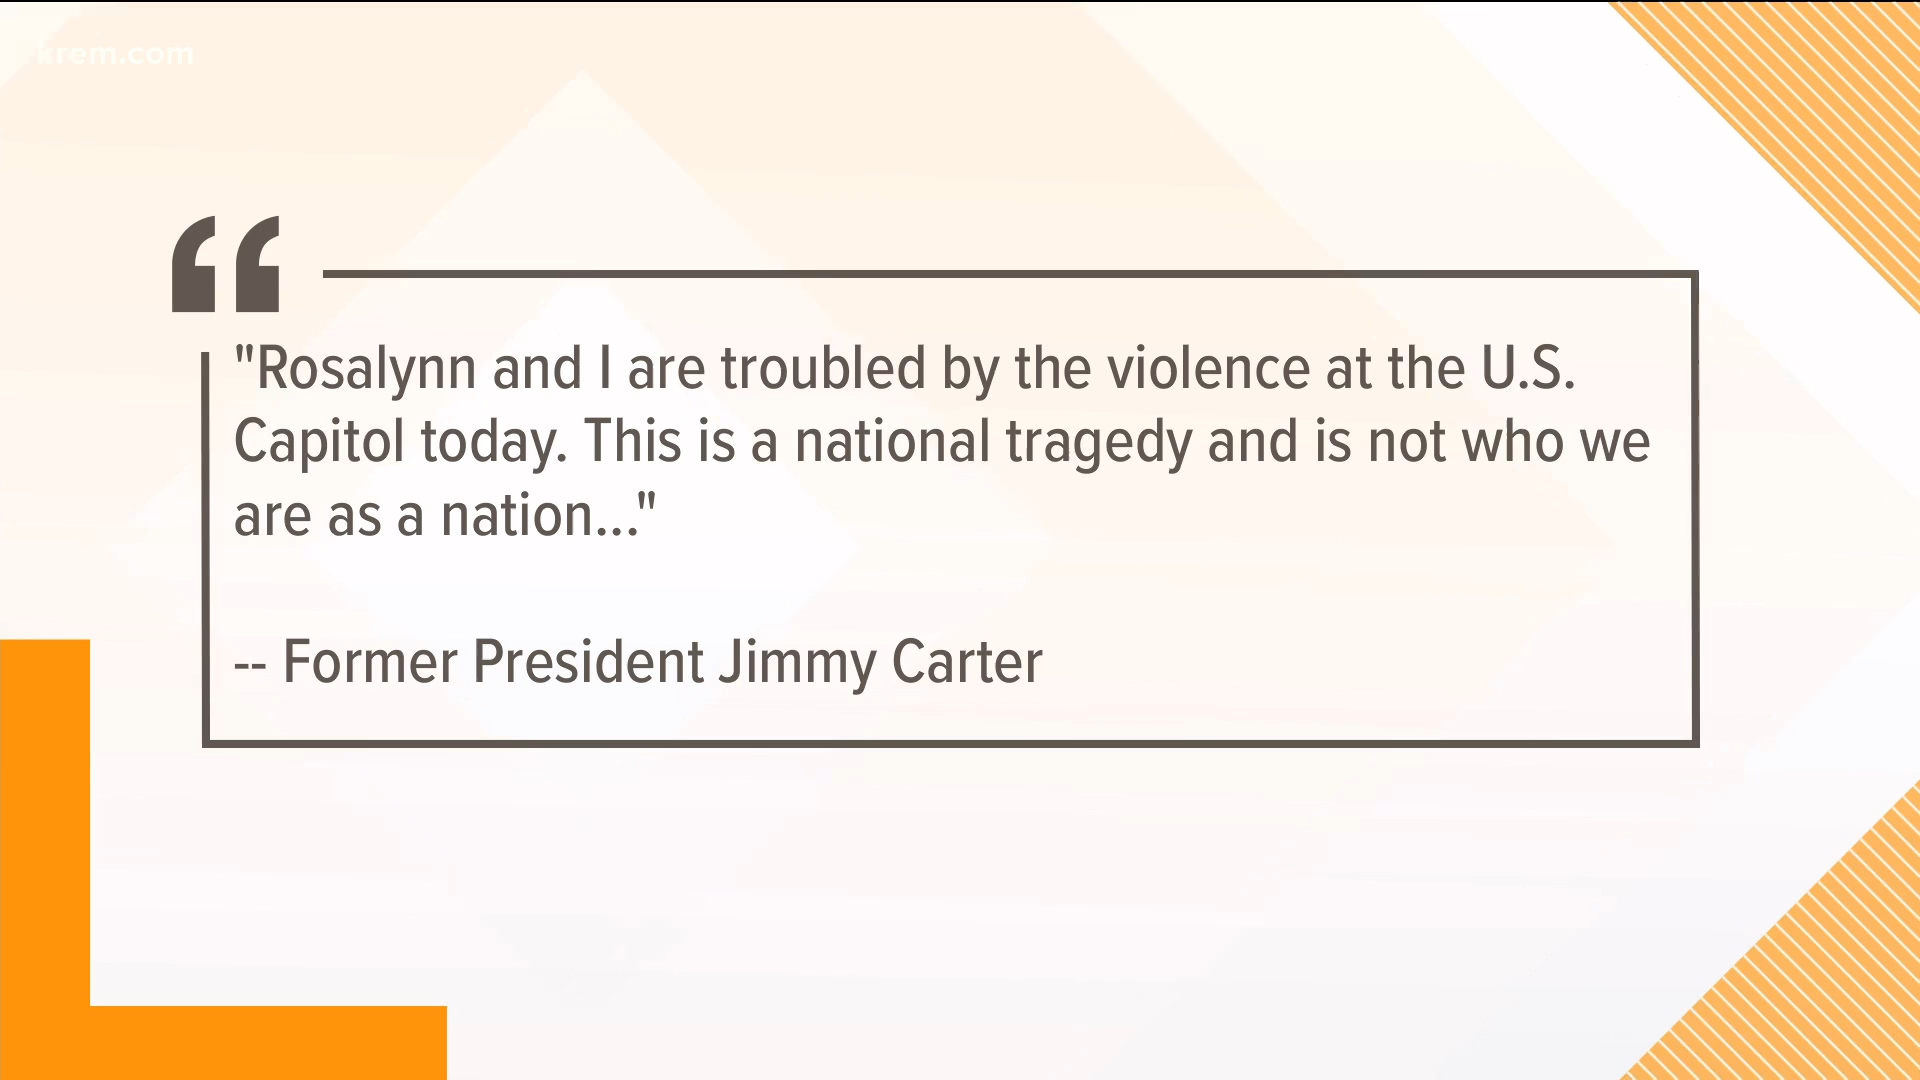 krem.com
"Rosalynn and I are troubled by the violence at the U.S.
Capitol today. This is a national tragedy and is not who we
are as a nation..."
-- Former President Jimmy Carter